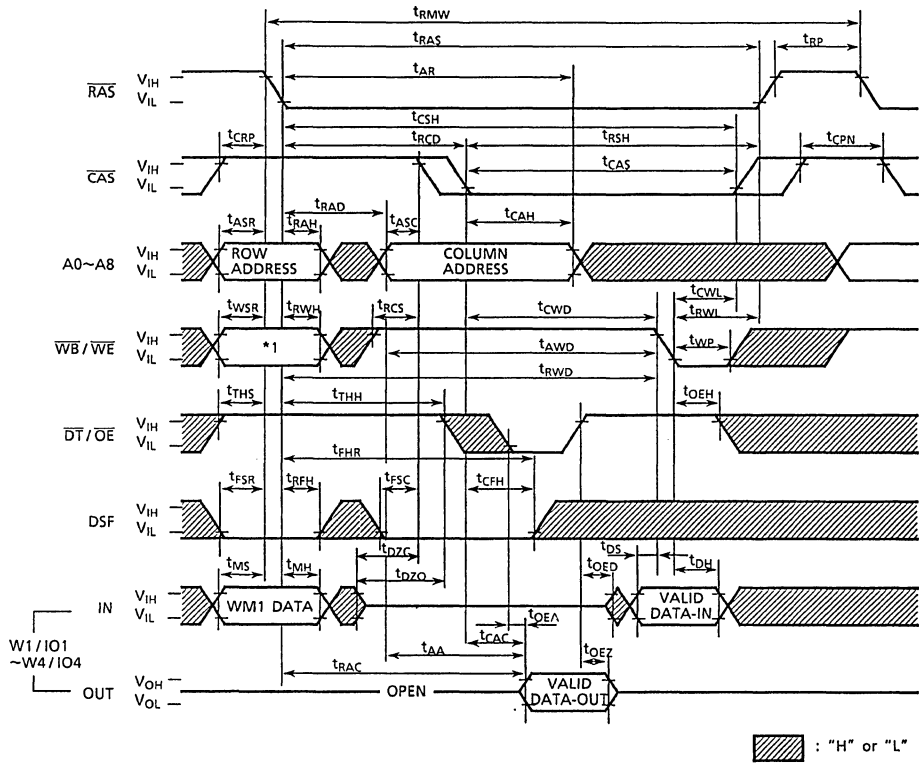 tRMW
tRAS tRP
tAR
RAS VIH
VIL
tCSH
tCRP tRCD tRSH
tCAS tCPN
CAS VIH
VIL
tRAD
tASR tRAH tASC tCAH
A0~A8 VIH
VIL
ROW ADDRESS
COLUMN ADDRESS
tCWL
tWSR tRWH tRCS tCWD tRWL
WB / WE VIH
VIL
*1
tAWD tWP
tRWD
tTHS tTHH tOEH
DT / OE VIH
VIL
tFHR
tFSR tRFH tFSC tCFH
DSF VIH
VIL
tDZC tDS
tMS tMH tDZO tOED tDH
IN VIH
VIL
WM1 DATA
VALID DATA-IN
W1 / IO1
~W4 / IO4
tOEA
tCAC
tAA tOEZ
tRAC
OUT VOH
VOL
OPEN
VALID DATA-OUT
: "H" or "L"